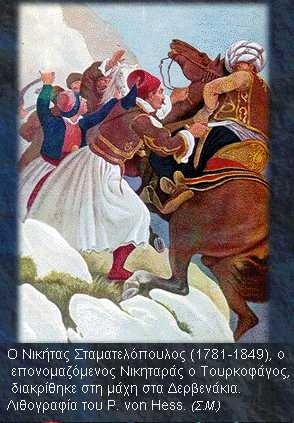 Ο Νικήτας Σταματελόπουλος (1781-1849), ο
επονομαζόμενος Νικηταράς ο Τουρκοφάγος,
διακρίθηκε στη μάχη στα Δερβενάκια.
Λιθογραφία του P. von Hess. (Σ.Μ.)